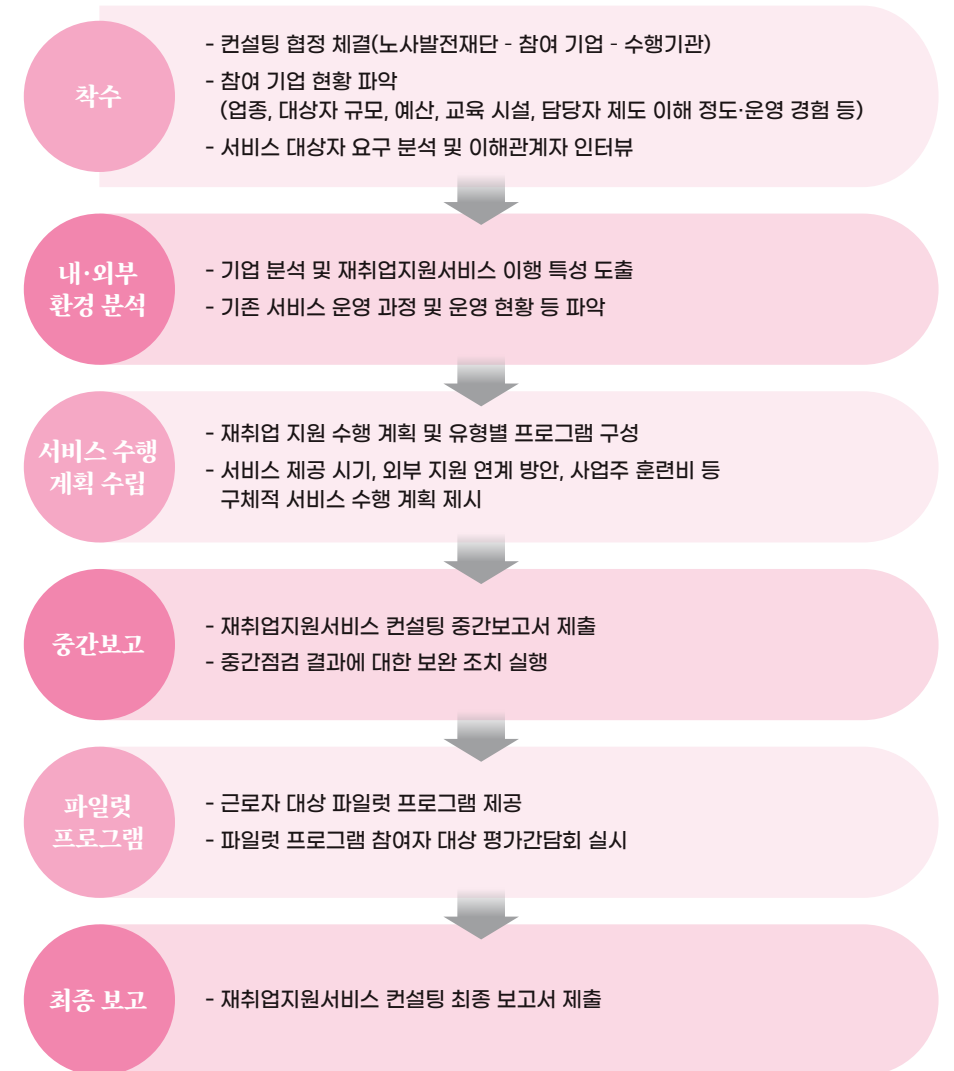 착수
- 컨설팅 협정 체결(노사발전재단 - 참여 기업 - 수행기관)
- 참여 기업 현황 파악
(업종, 대상자 규모, 예산, 교육 시설, 담당자 제도 이해 정도·운영 경험 등)
- 서비스 대상자 요구 분석 및 이해관계자 인터뷰
내·외부
환경 분석
- 기업 분석 및 재취업지원서비스 이행 특성 도출
- 기존 서비스 운영 과정 및 운영 현황 등 파악
서비스 수행
계획 수립
- 재취업 지원 수행 계획 및 유형별 프로그램 구성
- 서비스 제공 시기, 외부 지원 연계 방안, 사업주 훈련비 등
구체적 서비스 수행 계획 제시
중간보고
- 재취업지원서비스 컨설팅 중간보고서 제출
- 중간점검 결과에 대한 보완 조치 실행
파일럿
프로그램
- 근로자 대상 파일럿 프로그램 제공
- 파일럿 프로그램 참여자 대상 평가간담회 실시
최종 보고
- 재취업지원서비스 컨설팅 최종 보고서 제출